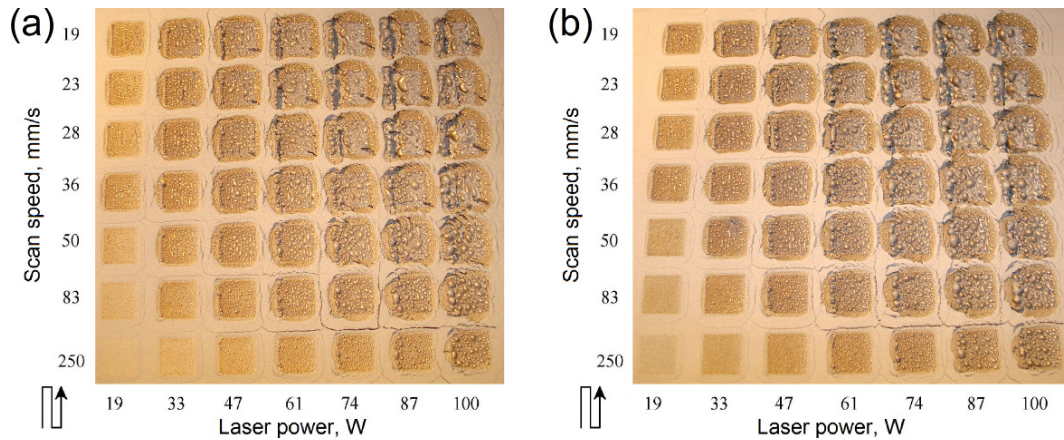 (a)
Scan speed, mm/s
19
23
28
36
50
83
250
19 33 47 61 74 87 100
Laser power, W
(b)
Scan speed, mm/s
19
23
28
36
50
83
250
19 33 47 61 74 87 100
Laser power, W